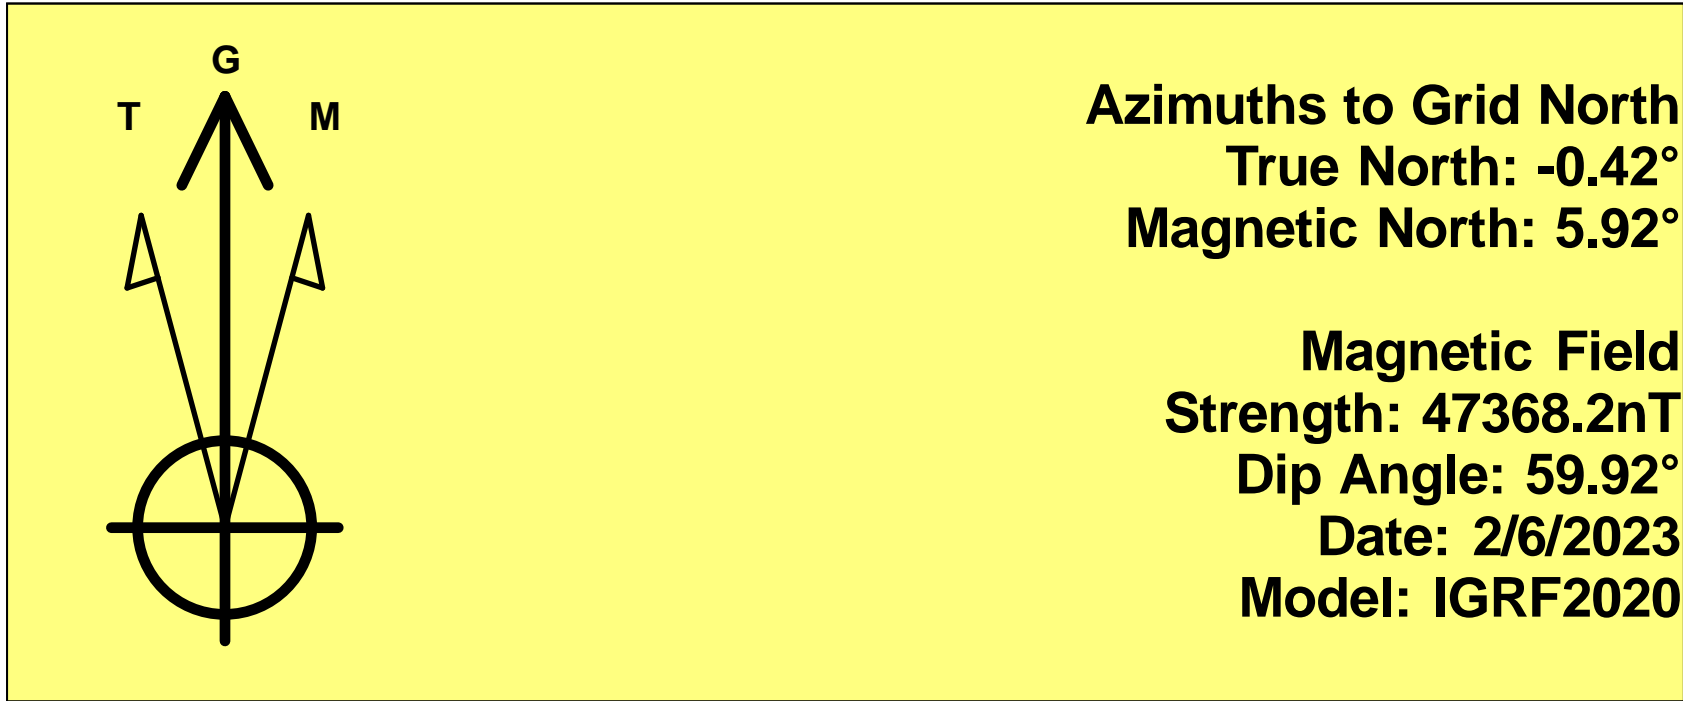 G
T M
Azimuths to Grid North
True North: -0.42°
Magnetic North: 5.92°
Magnetic Field
Strength: 47368.2nT
Dip Angle: 59.92°
Date: 2/6/2023
Model: IGRF2020